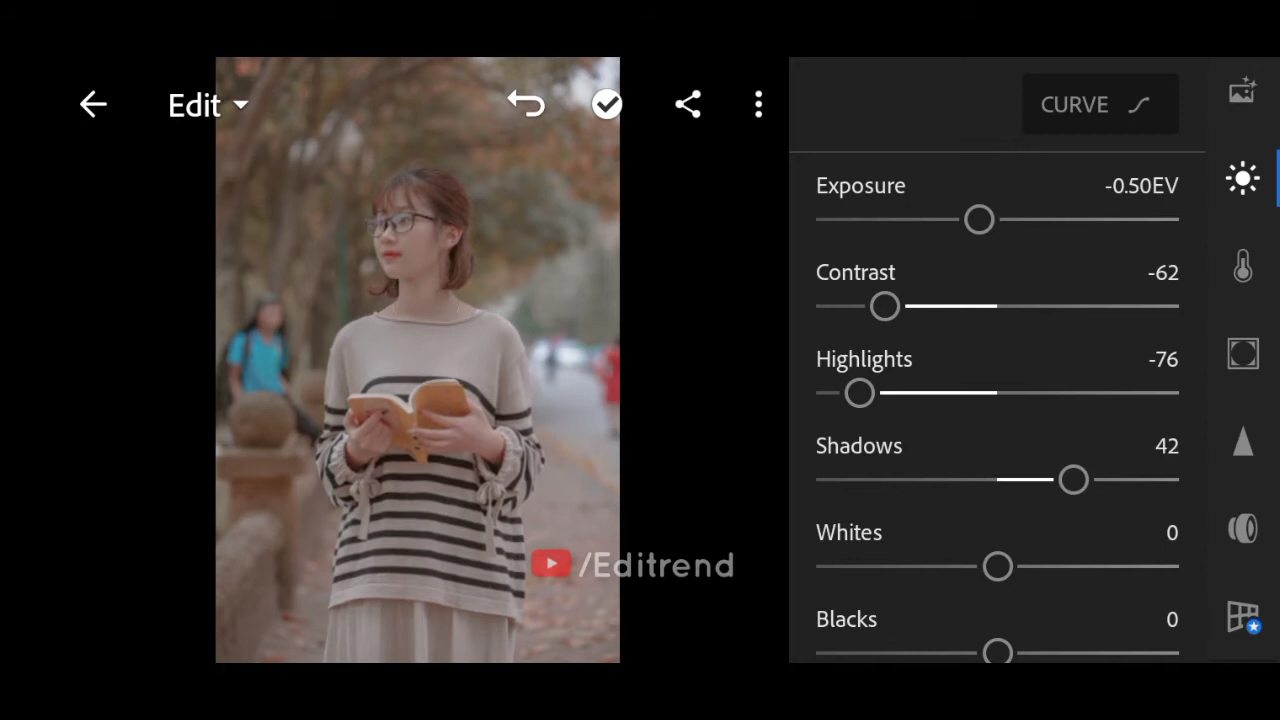 Edit
CURVE
Exposure -0.50EV
Contrast -62
Highlights -76
Shadows 42
Whites 0
Blacks 0
/Editrend